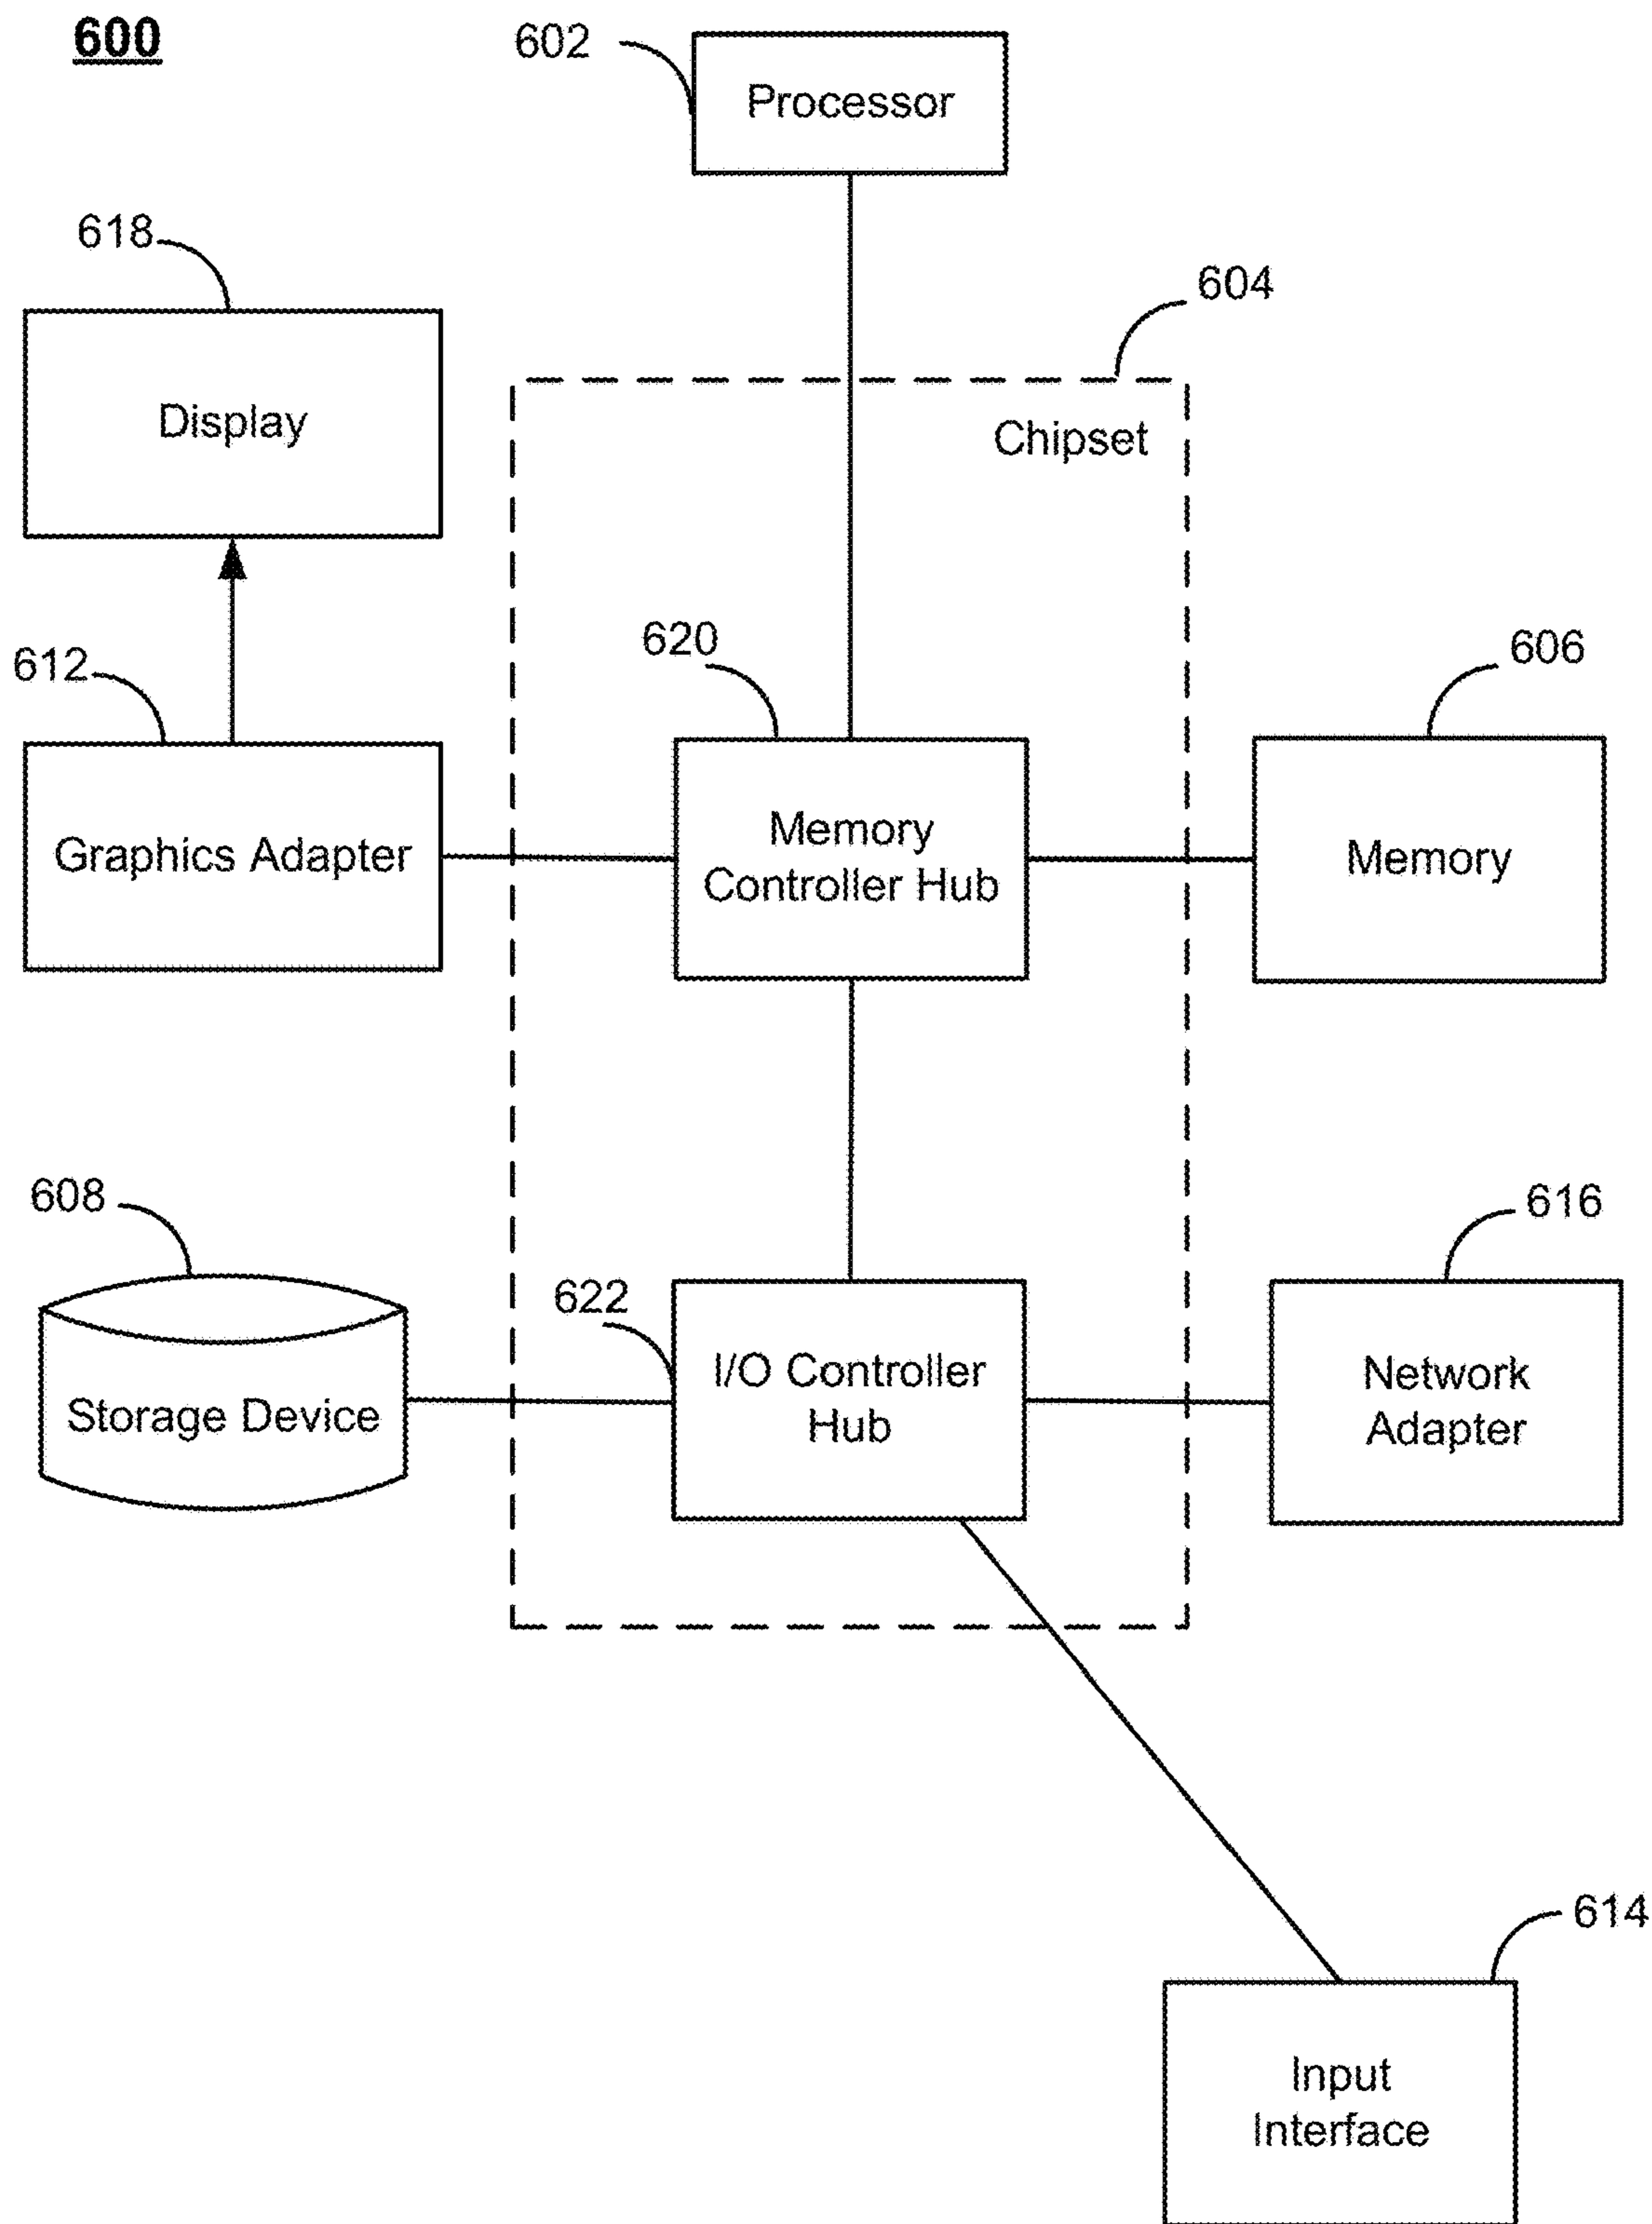 600
602
Processor
618
604
Display
Chipset
620
606
612
Graphics Adapter
Memory
Controller Hub
Memory
608
616
622
Storage Device
I/O Controller
Hub
Network
Adapter
614
Input
Interface